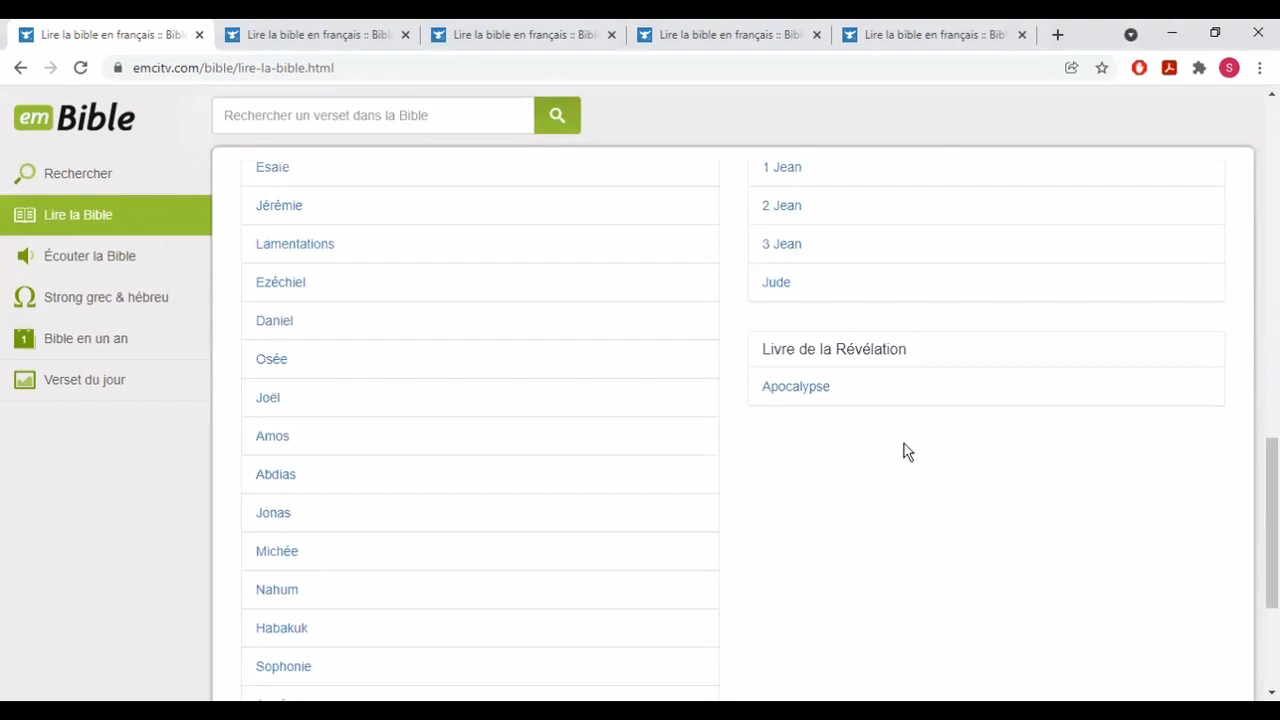 Lire la bible en français :: Bibl
Lire la bible en français :: Bibl
Lire la bible en français :: Bibl
Lire la bible en français :: Bibl
Lire la bible en français :: Bibl
emcitv.com/bible/lire-la-bible.html
S
em Bible
Rechercher un verset dans la Bible
Rechercher
Lire la Bible
Écouter la Bible
Strong grec & hébreu
1
Bible en un an
Verset du jour
Esaïe
Jérémie
Lamentations
Ezéchiel
Daniel
Osée
Joël
Amos
Abdias
Jonas
Michée
Nahum
Habakuk
Sophonie
1 Jean
2 Jean
3 Jean
Jude
Livre de la Révélation
Apocalypse